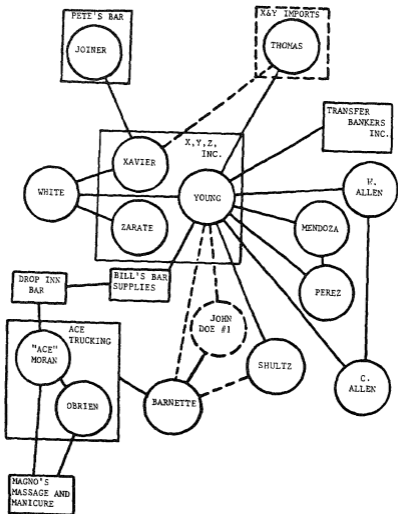 PETE'S BAR
JOINER
X&Y IMPORTS
THOMAS
TRANSFER
BANKERS
INC.
X,Y,Z,
INC.
XAVIER
WHITE
YOUNG
W.
ALLEN
ZARATE
MENDOZA
DROP INN
BAR
BILL'S BAR
SUPPLIES
PEREZ
ACE
TRUCKING
JOHN
DOE #1
"ACE"
MORAN
SHULTZ
C.
ALLEN
OBRIEN
BARNETTE
MAGNO'S
MASSAGE AND
MANICURE